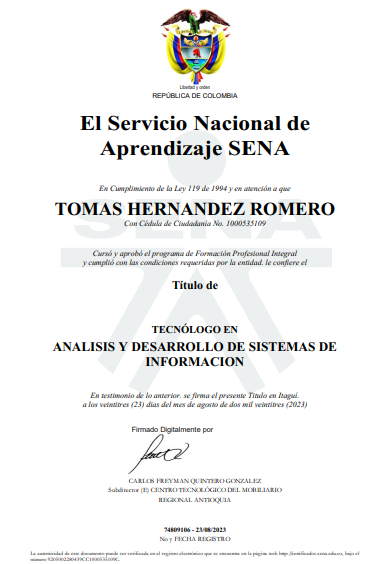 Libertad y orden
REPÚBLICA DE COLOMBIA
El Servicio Nacional de
Aprendizaje SENA
En Cumplimiento de la Ley 119 de 1994 y en atención a que
TOMAS HERNANDEZ ROMERO
Con Cédula de Ciudadania No. 1000535109
Cursó y aprobó el programa de Formación Profesional Integral
y cumplió con las condiciones requeridas por la entidad. le confiere el
Título de
TECNÓLOGO EN
ANALISIS Y DESARROLLO DE SISTEMAS DE
INFORMACION
En testimonio de lo anterior. se firma el presente Título en Itagui.
a los veintitres (23) dias del mes de agosto de dos mil veintitres (2023)
Firmado Digitalmente por
CARLOS FREYMAN QUINTERO GONZALEZ
Subdirector (E) CENTRO TECNOLÓGICO DEL MOBILIARIO
REGIONAL ANTIOQUIA
74809106 - 23/08/2023
No y FECHA REGISTRO
La autenticidad de este documento puede ser verificada en el registro electrónico que se encuentra en la página web http://certificados.sena.edu.co, bajo el
número 9205002280439CC1000535109C.